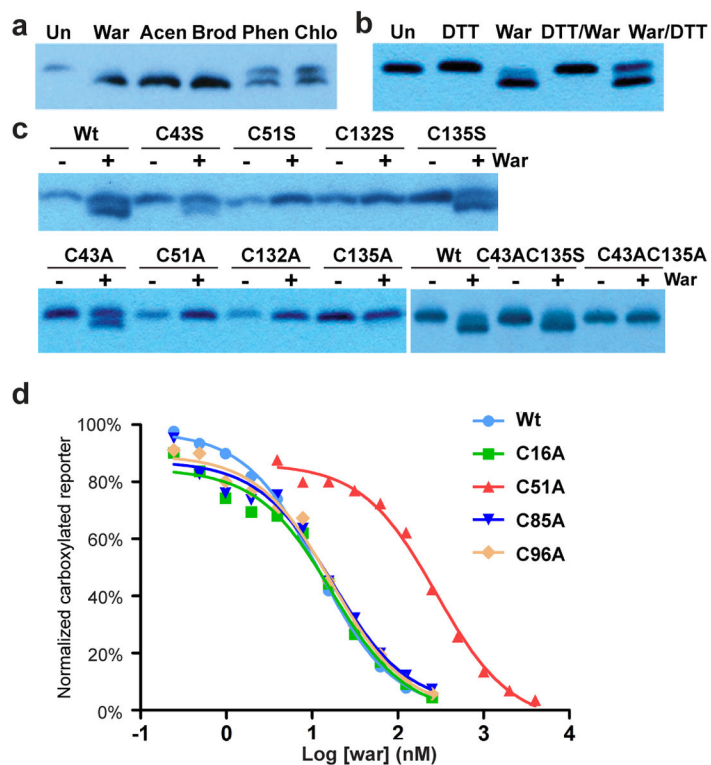 a
Un War Acen Brod Phen Chlo
b
Un DTT War DTT/War War/DTT
c
Wt C43S C51S C132S C135S
- + - + - + - + - + War
C43A C51A C132A C135A Wt C43AC135S C43AC135A
- + - + - + - + - + - + - + War
d
Normalized carboxylated reporter
100%
80%
60%
40%
20%
0%
-1 0 1 2 3 4
Log [war] (nM)
Wt
C16A
C51A
C85A
C96A